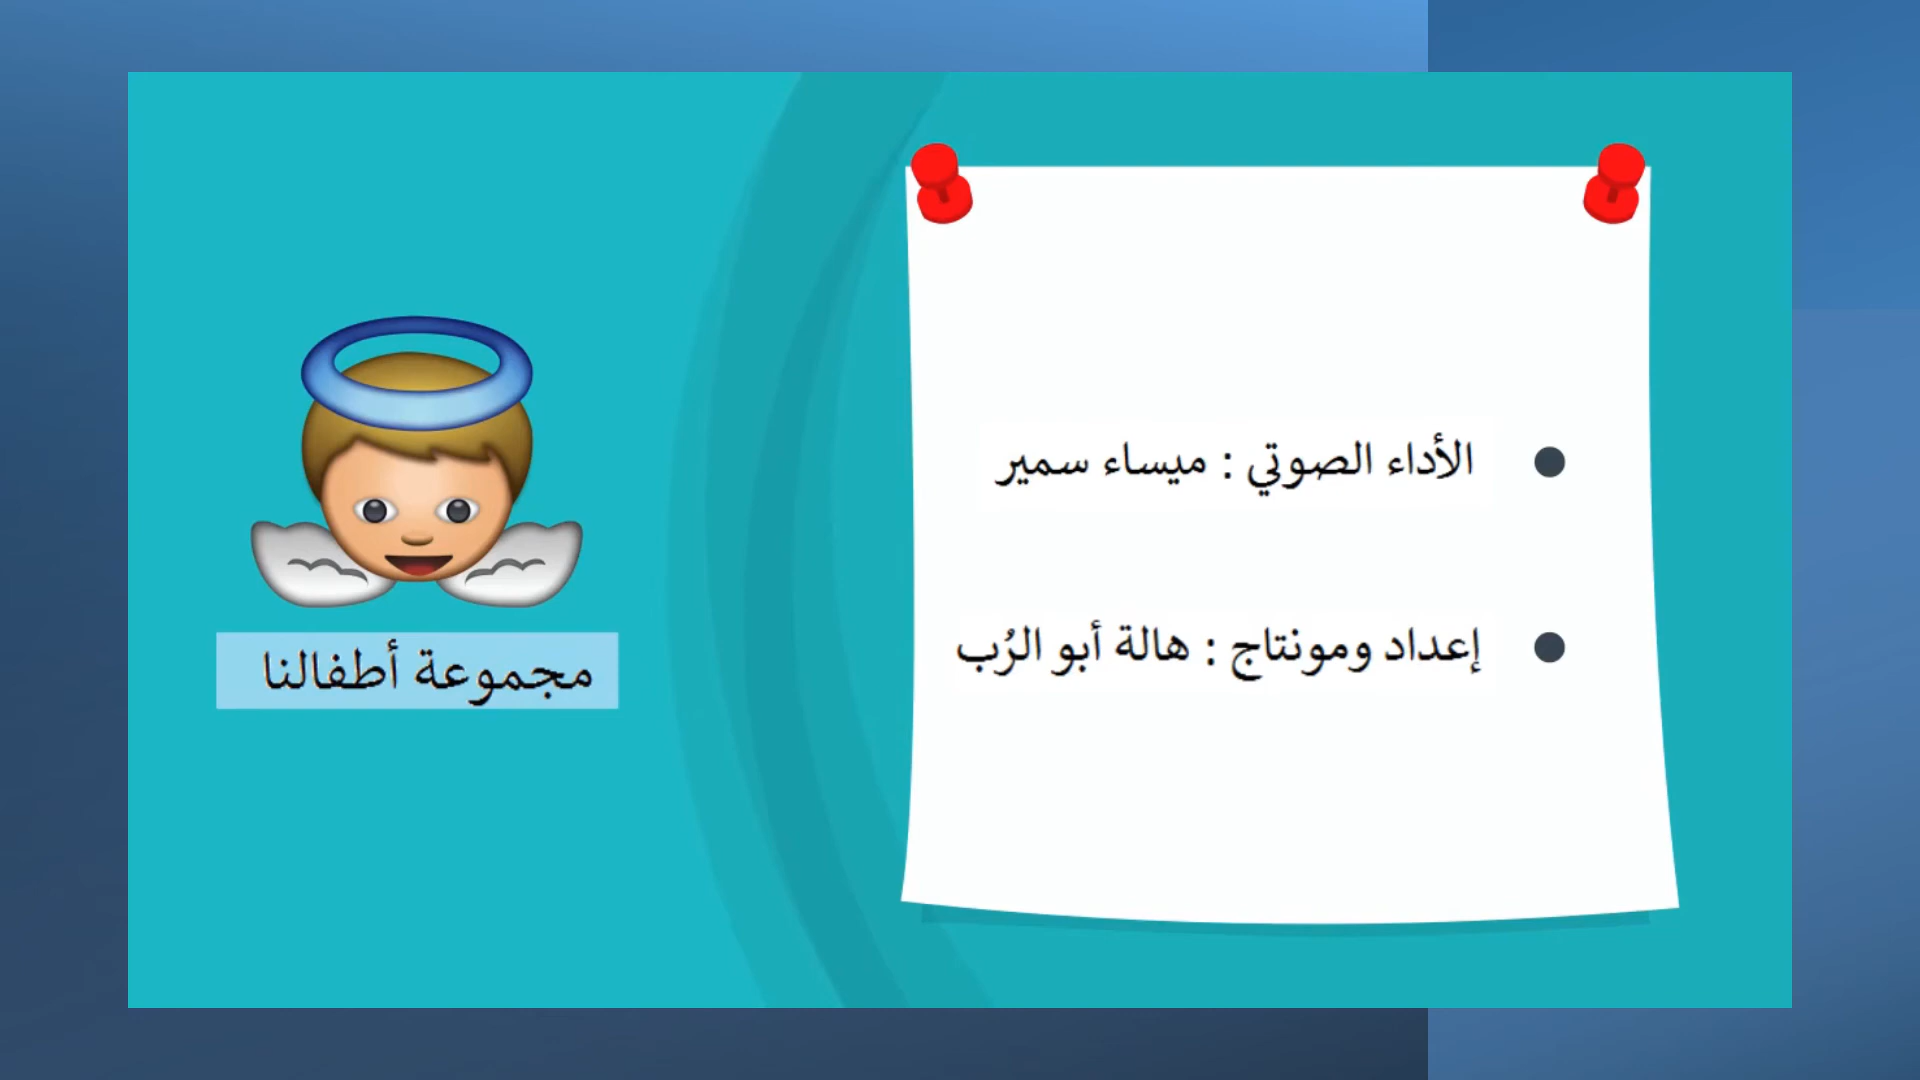 الأداء الصوتي : ميساء سمير
إعداد ومونتاج : هالة أبو الرُب
مجموعة أطفالنا